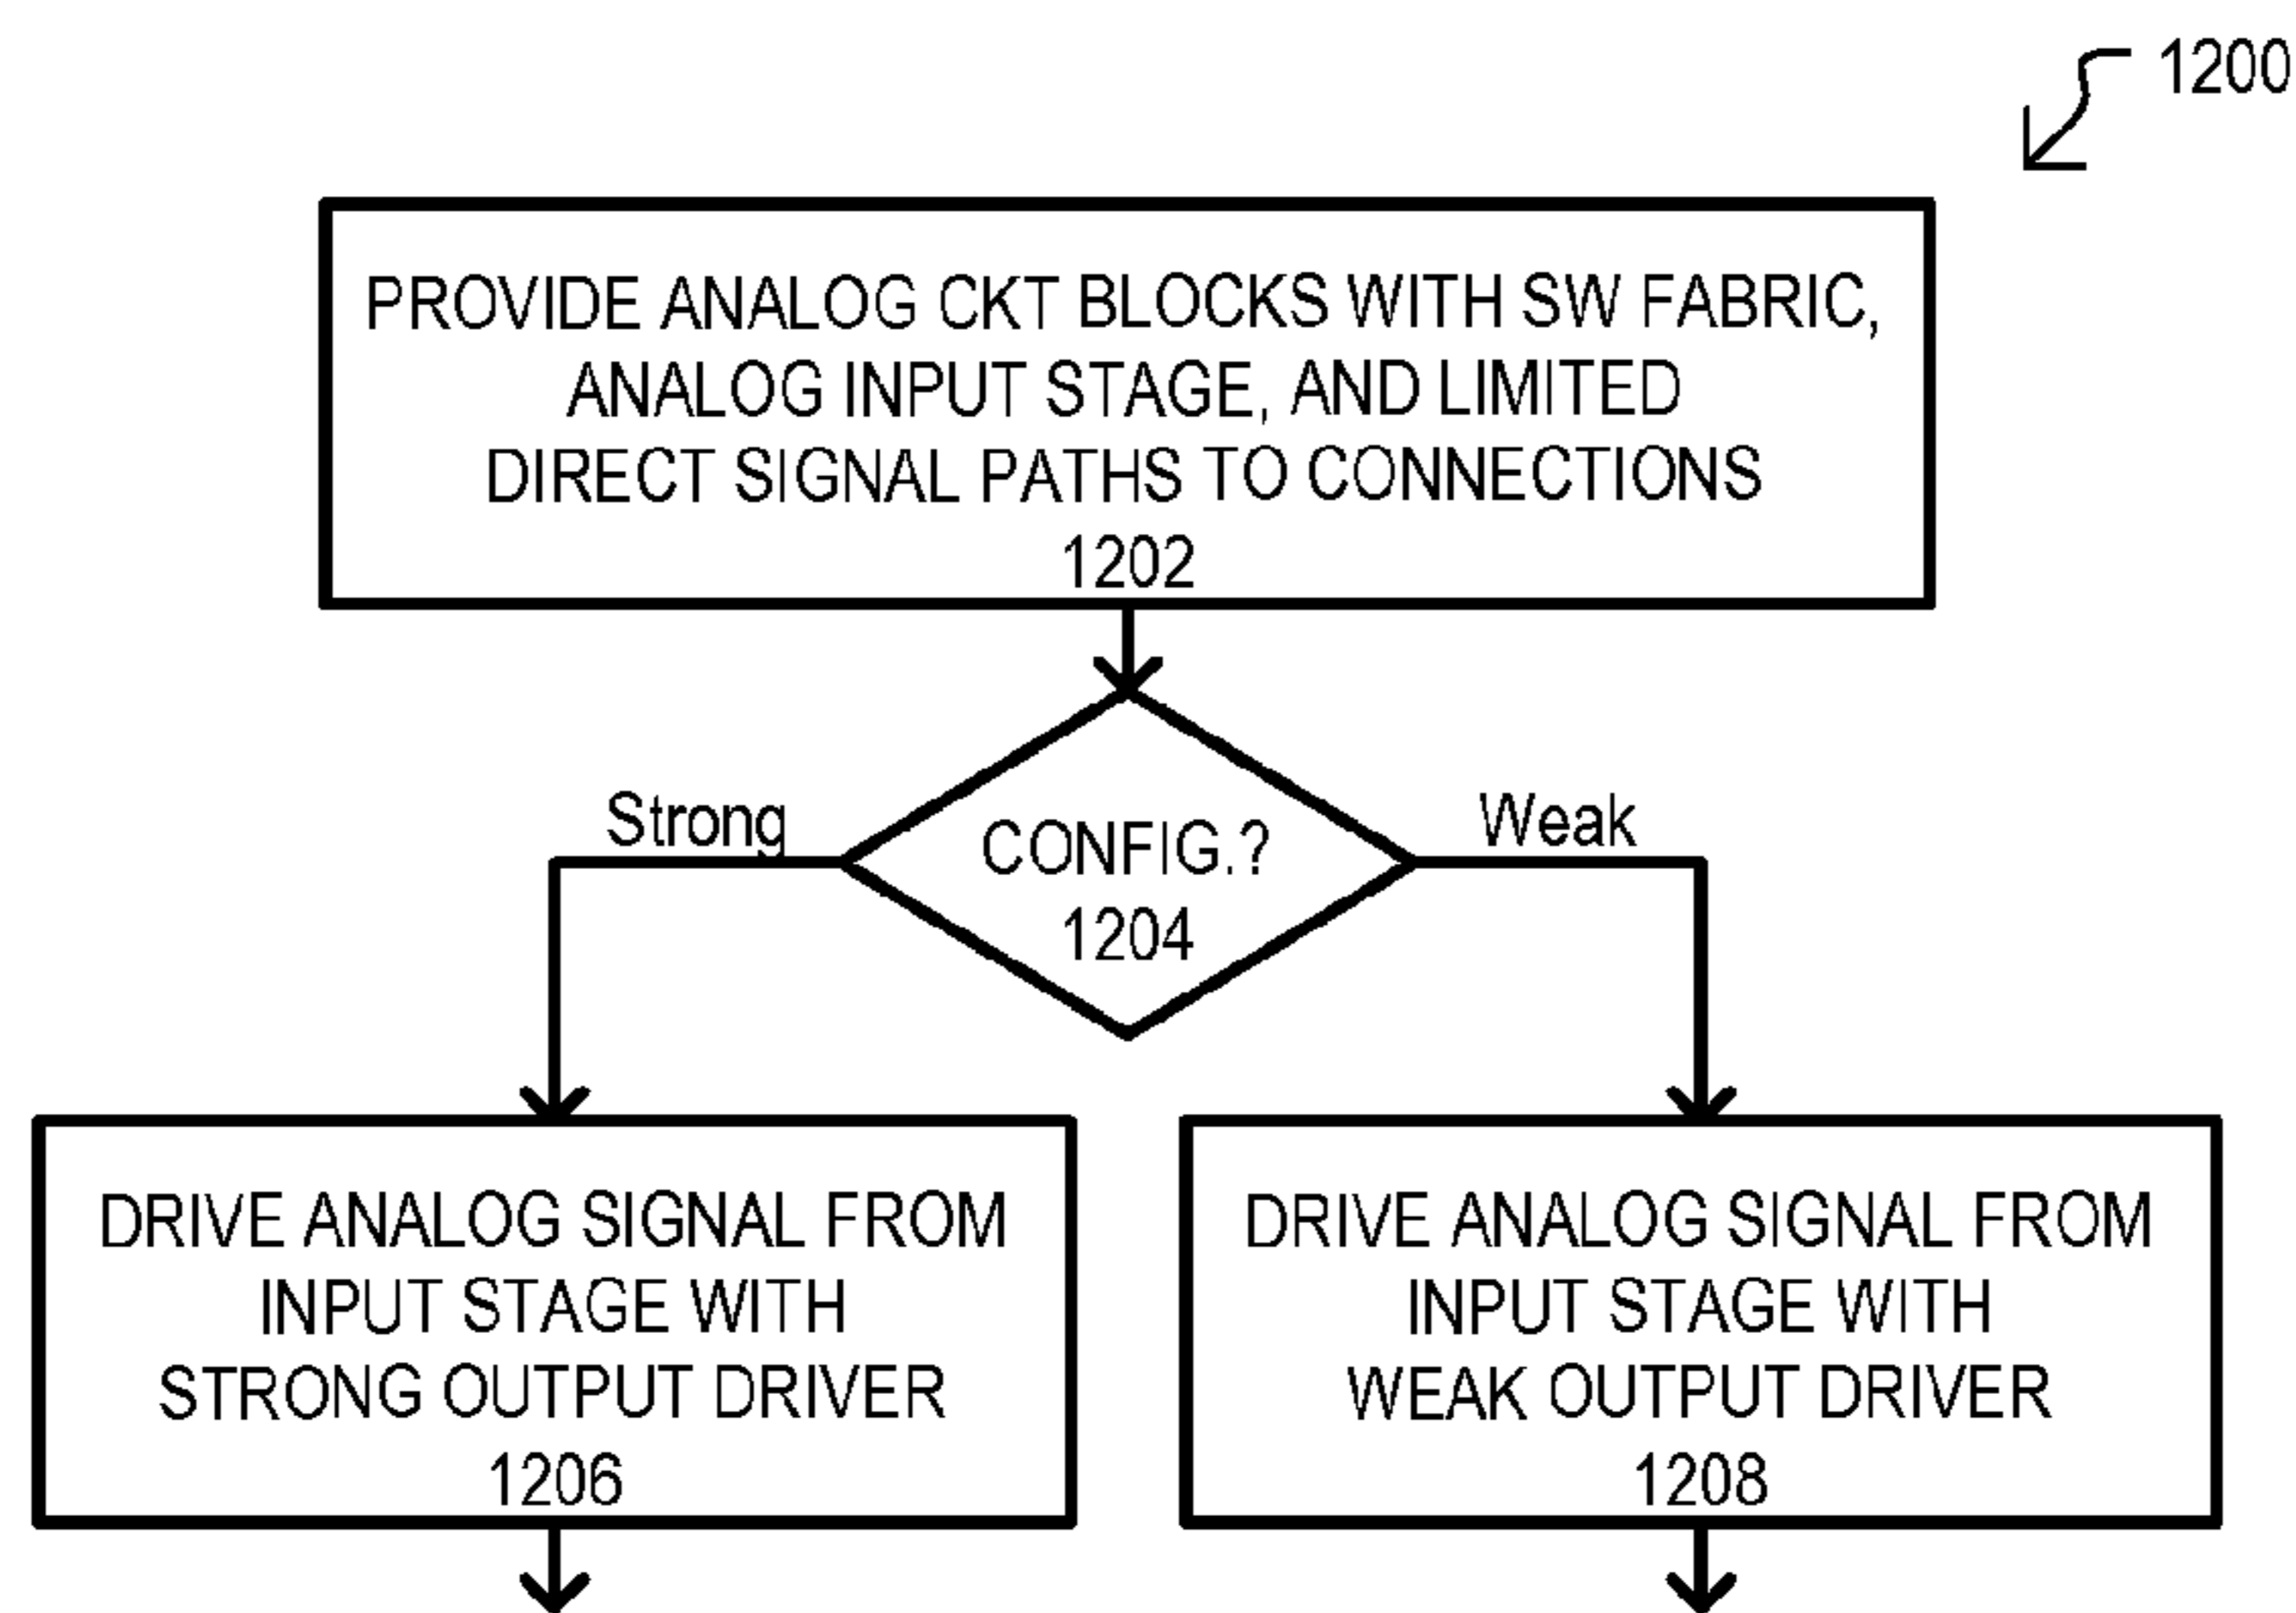 1200
PROVIDE ANALOG CKT BLOCKS WITH SW FABRIC,
ANALOG INPUT STAGE, AND LIMITED
DIRECT SIGNAL PATHS TO CONNECTIONS
1202
Strong
Weak
CONFIG.?
1204
DRIVE ANALOG SIGNAL FROM
INPUT STAGE WITH
STRONG OUTPUT DRIVER
1206
DRIVE ANALOG SIGNAL FROM
INPUT STAGE WITH
WEAK OUTPUT DRIVER
1208